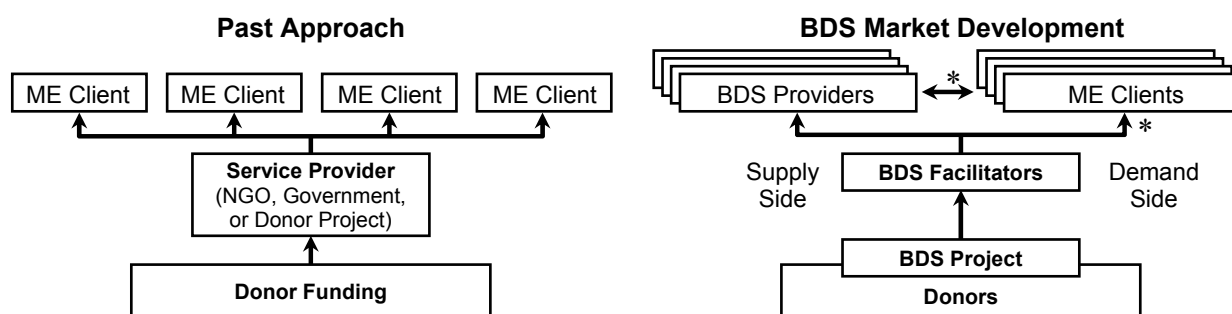 Past Approach
ME Client
ME Client
ME Client
ME Client
Service Provider
(NGO, Government,
or Donor Project)
Donor Funding
BDS Market Development
BDS Providers
*
ME Clients
*
Supply
Side
BDS Facilitators
Demand
Side
BDS Project
Donors